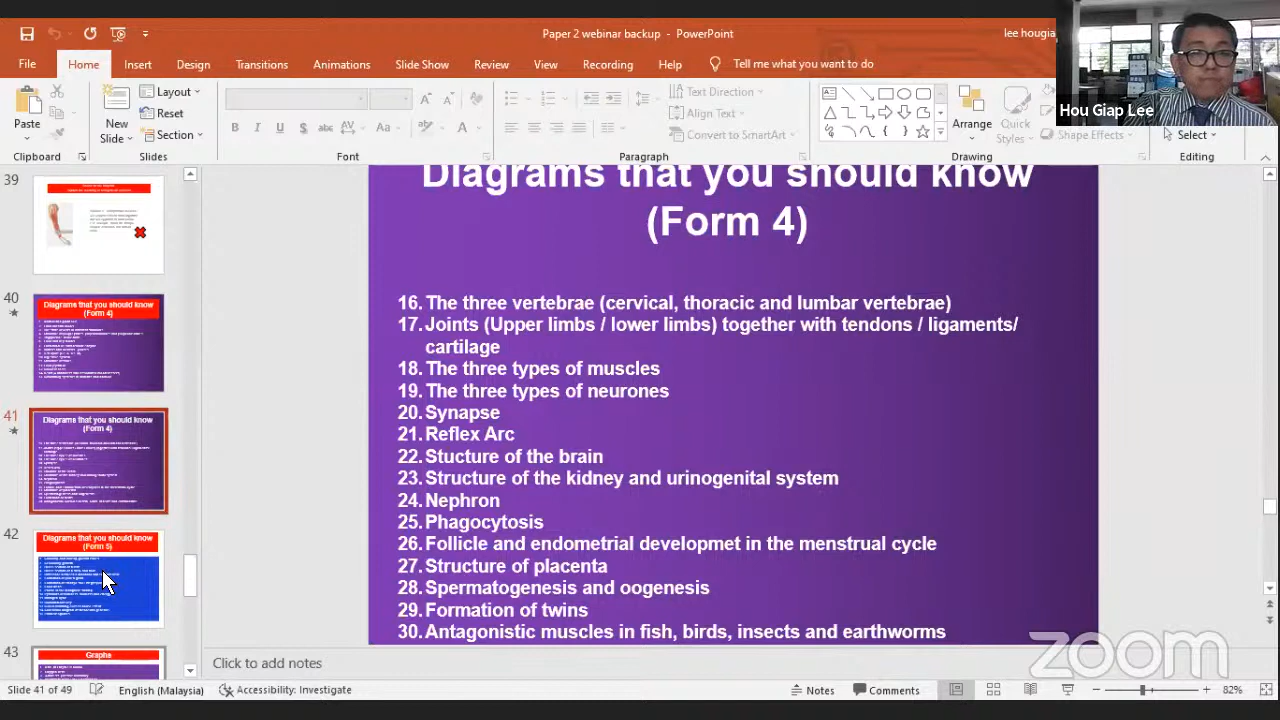 Paper 2 webinar backup - PowerPoint
lee hougia
File Home Insert Design Transitions Animations Slide Show Review View Recording Help Tell me what you want to do
Hou Giap Lee
Paste
New Slide
Layout
Reset
Section
B I U S abc AV Aa A
Text Direction
Align Text
Convert to SmartArt
Arrange
Quick Styles
Shape Effects
Select
Clipboard Slides Font Paragraph Drawing Editing
39
40
Diagrams that you should know
(Form 4)
41
Diagrams that you should know
(Form 4)
42
Diagrams that you should know
(Form 5)
43
Graphs
Diagrams that you should know
(Form 4)
16. The three vertebrae (cervical, thoracic and lumbar vertebrae)
17. Joints (Upper limbs / lower limbs) together with tendons / ligaments/
cartilage
18. The three types of muscles
19. The three types of neurones
20. Synapse
21. Reflex Arc
22. Stucture of the brain
23. Structure of the kidney and urinogenital system
24. Nephron
25. Phagocytosis
26. Follicle and endometrial developmet in the menstrual cycle
27. Structure of placenta
28. Spermatogenesis and oogenesis
29. Formation of twins
30. Antagonistic muscles in fish, birds, insects and earthworms
zoom
Click to add notes
Slide 41 of 49 English (Malaysia) Accessibility: Investigate Notes Comments 82%